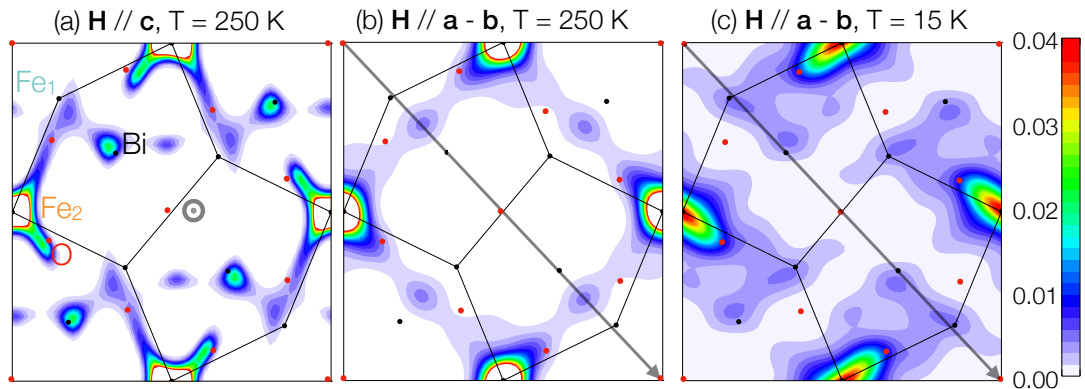 (a) H // c, T = 250 K
(b) H // a - b, T = 250 K
(c) H // a - b, T = 15 K
Fe₁
Bi
Fe₂
O
0.04
0.03
0.02
0.01
0.00